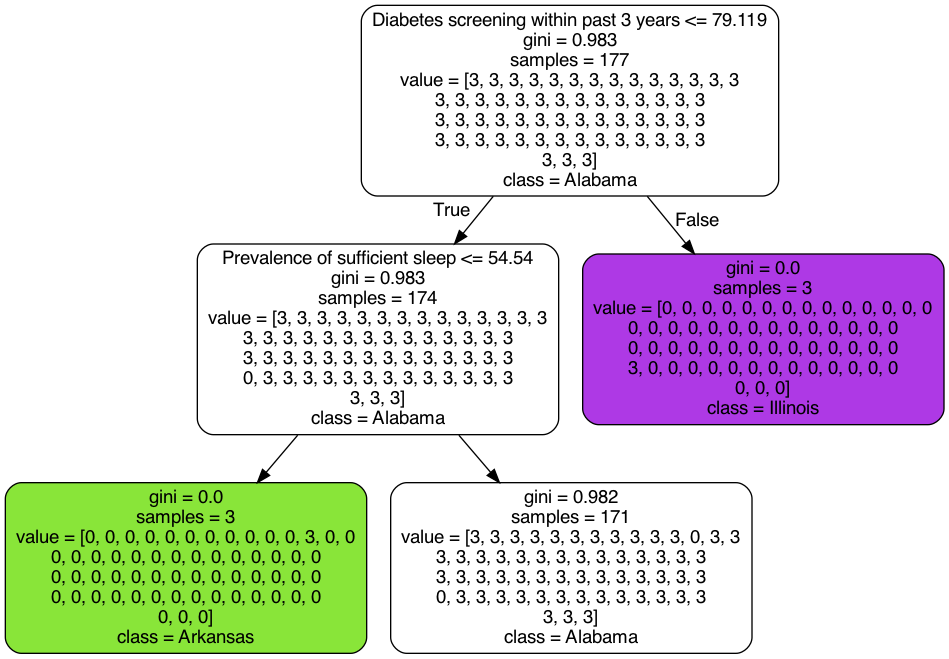 Diabetes screening within past 3 years <= 79.119
gini = 0.983
samples = 177
value = [3, 3, 3, 3, 3, 3, 3, 3, 3, 3, 3, 3, 3, 3
3, 3, 3, 3, 3, 3, 3, 3, 3, 3, 3, 3, 3, 3
3, 3, 3, 3, 3, 3, 3, 3, 3, 3, 3, 3, 3, 3
3, 3, 3, 3, 3, 3, 3, 3, 3, 3, 3, 3, 3, 3
3, 3, 3]
class = Alabama
True
False
Prevalence of sufficient sleep <= 54.54
gini = 0.983
samples = 174
value = [3, 3, 3, 3, 3, 3, 3, 3, 3, 3, 3, 3, 3, 3
3, 3, 3, 3, 3, 3, 3, 3, 3, 3, 3, 3, 3, 3
3, 3, 3, 3, 3, 3, 3, 3, 3, 3, 3, 3, 3, 3
0, 3, 3, 3, 3, 3, 3, 3, 3, 3, 3, 3, 3, 3
3, 3, 3]
class = Alabama
gini = 0.0
samples = 3
value = [0, 0, 0, 0, 0, 0, 0, 0, 0, 0, 0, 0, 0, 0
0, 0, 0, 0, 0, 0, 0, 0, 0, 0, 0, 0, 0, 0
0, 0, 0, 0, 0, 0, 0, 0, 0, 0, 0, 0, 0, 0
3, 0, 0, 0, 0, 0, 0, 0, 0, 0, 0, 0, 0, 0
0, 0, 0]
class = Illinois
gini = 0.0
samples = 3
value = [0, 0, 0, 0, 0, 0, 0, 0, 0, 0, 0, 3, 0, 0
0, 0, 0, 0, 0, 0, 0, 0, 0, 0, 0, 0, 0, 0
0, 0, 0, 0, 0, 0, 0, 0, 0, 0, 0, 0, 0, 0
0, 0, 0, 0, 0, 0, 0, 0, 0, 0, 0, 0, 0, 0
0, 0, 0]
class = Arkansas
gini = 0.982
samples = 171
value = [3, 3, 3, 3, 3, 3, 3, 3, 3, 3, 3, 0, 3, 3
3, 3, 3, 3, 3, 3, 3, 3, 3, 3, 3, 3, 3, 3
3, 3, 3, 3, 3, 3, 3, 3, 3, 3, 3, 3, 3, 3
0, 3, 3, 3, 3, 3, 3, 3, 3, 3, 3, 3, 3, 3
3, 3, 3]
class = Alabama